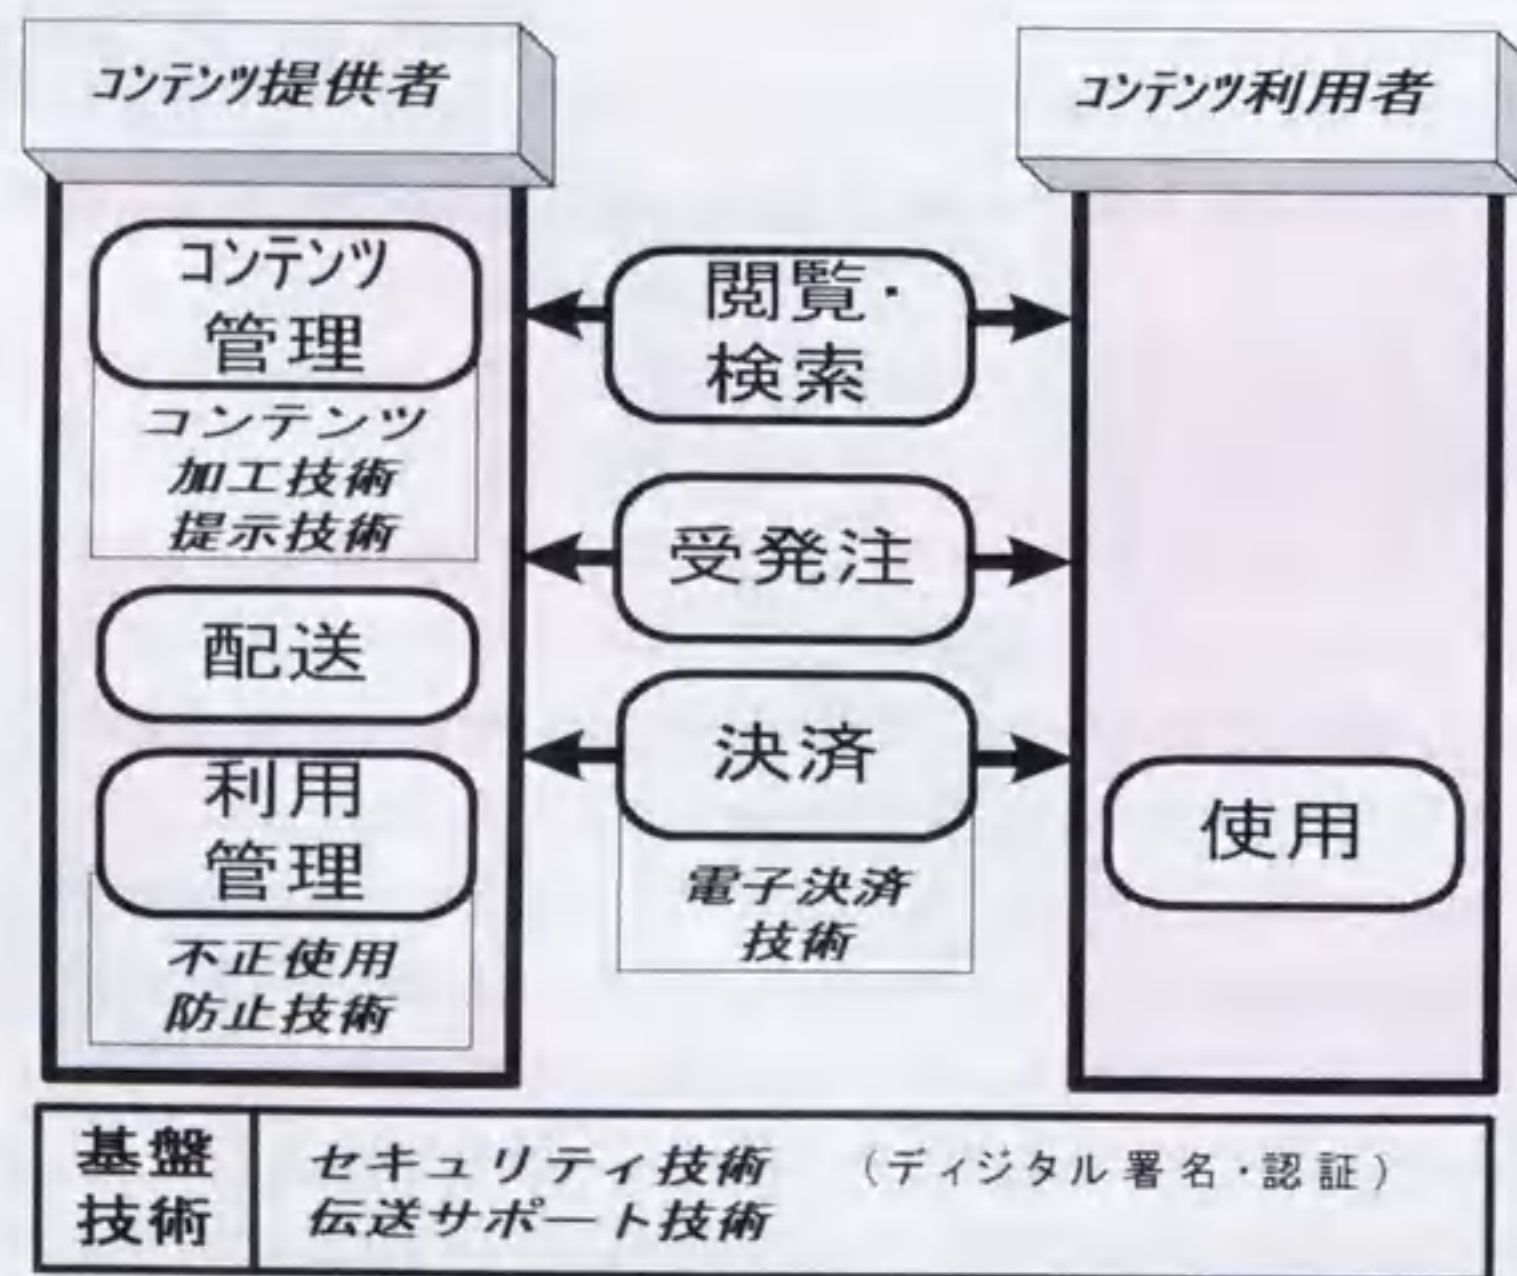 コンテンツ提供者
コンテンツ利用者
コンテンツ
管理
コンテンツ
加工技術
提示技術
配送
利用
管理
不正使用
防止技術
閲覧・
検索
受発注
決済
電子決済
技術
使用
基盤
技術
セキュリティ技術 (ディジタル署名・認証)
伝送サポート技術